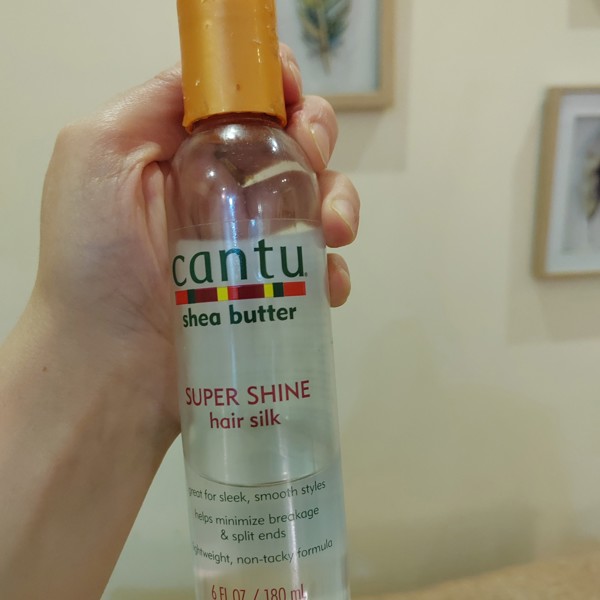 cantu
shea butter
SUPER SHINE
hair silk
great for sleek, smooth styles
helps minimize breakage
& split ends
lightweight, non-tacky formula
6 FL OZ / 180 mL